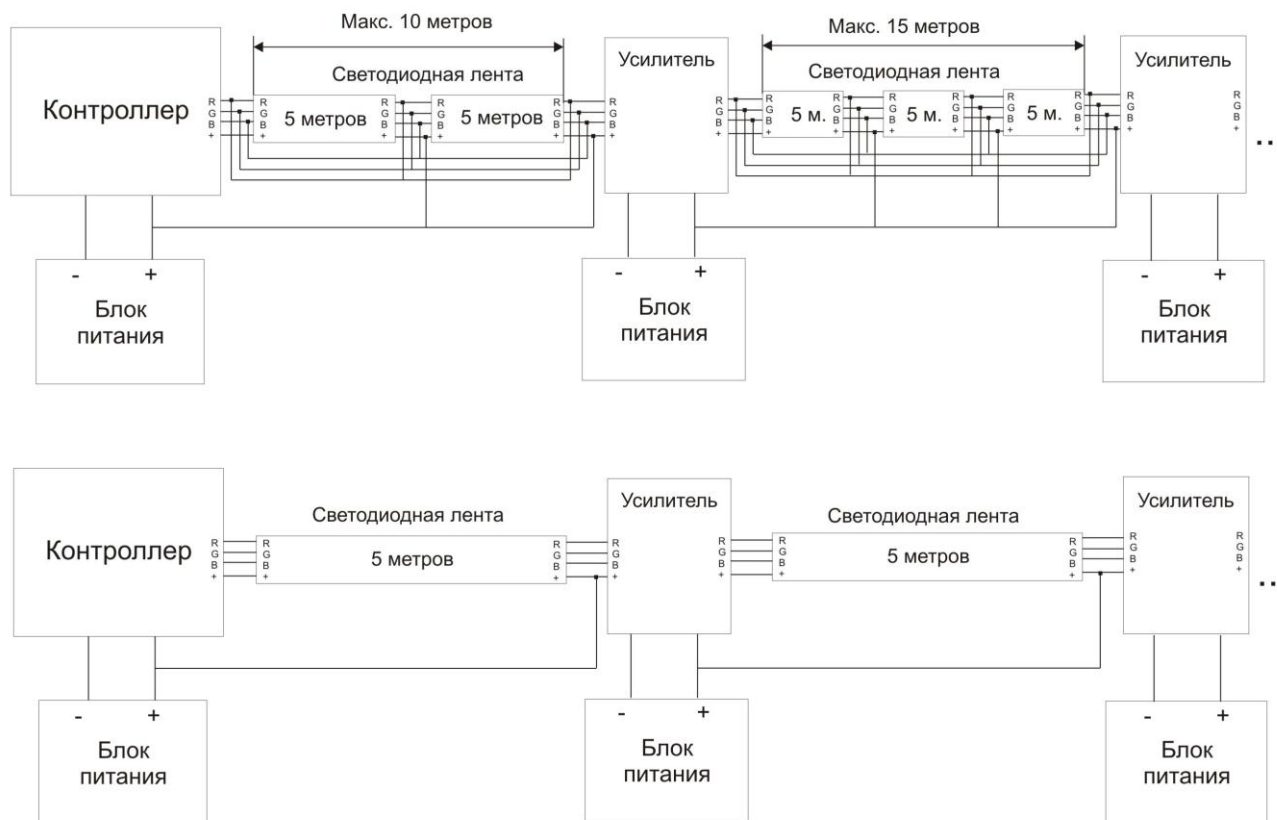 Макс. 10 метров
Макс. 15 метров
Контроллер
Светодиодная лента
Усилитель
Светодиодная лента
Усилитель
R
G
B
+
R
G
B
+
5 метров
R
G
B
+
R
G
B
+
5 метров
R
G
B
+
R
G
B
+
R
G
B
+
R
G
B
+
5 м.
R
G
B
+
R
G
B
+
5 м.
R
G
B
+
R
G
B
+
5 м.
R
G
B
+
R
G
B
+
R
G
B
+
..
- +
Блок
питания
- +
Блок
питания
- +
Блок
питания
Контроллер
Светодиодная лента
Усилитель
Светодиодная лента
Усилитель
R
G
B
+
R
G
B
+
5 метров
R
G
B
+
R
G
B
+
R
G
B
+
R
G
B
+
5 метров
R
G
B
+
R
G
B
+
R
G
B
+
..
- +
Блок
питания
- +
Блок
питания
- +
Блок
питания